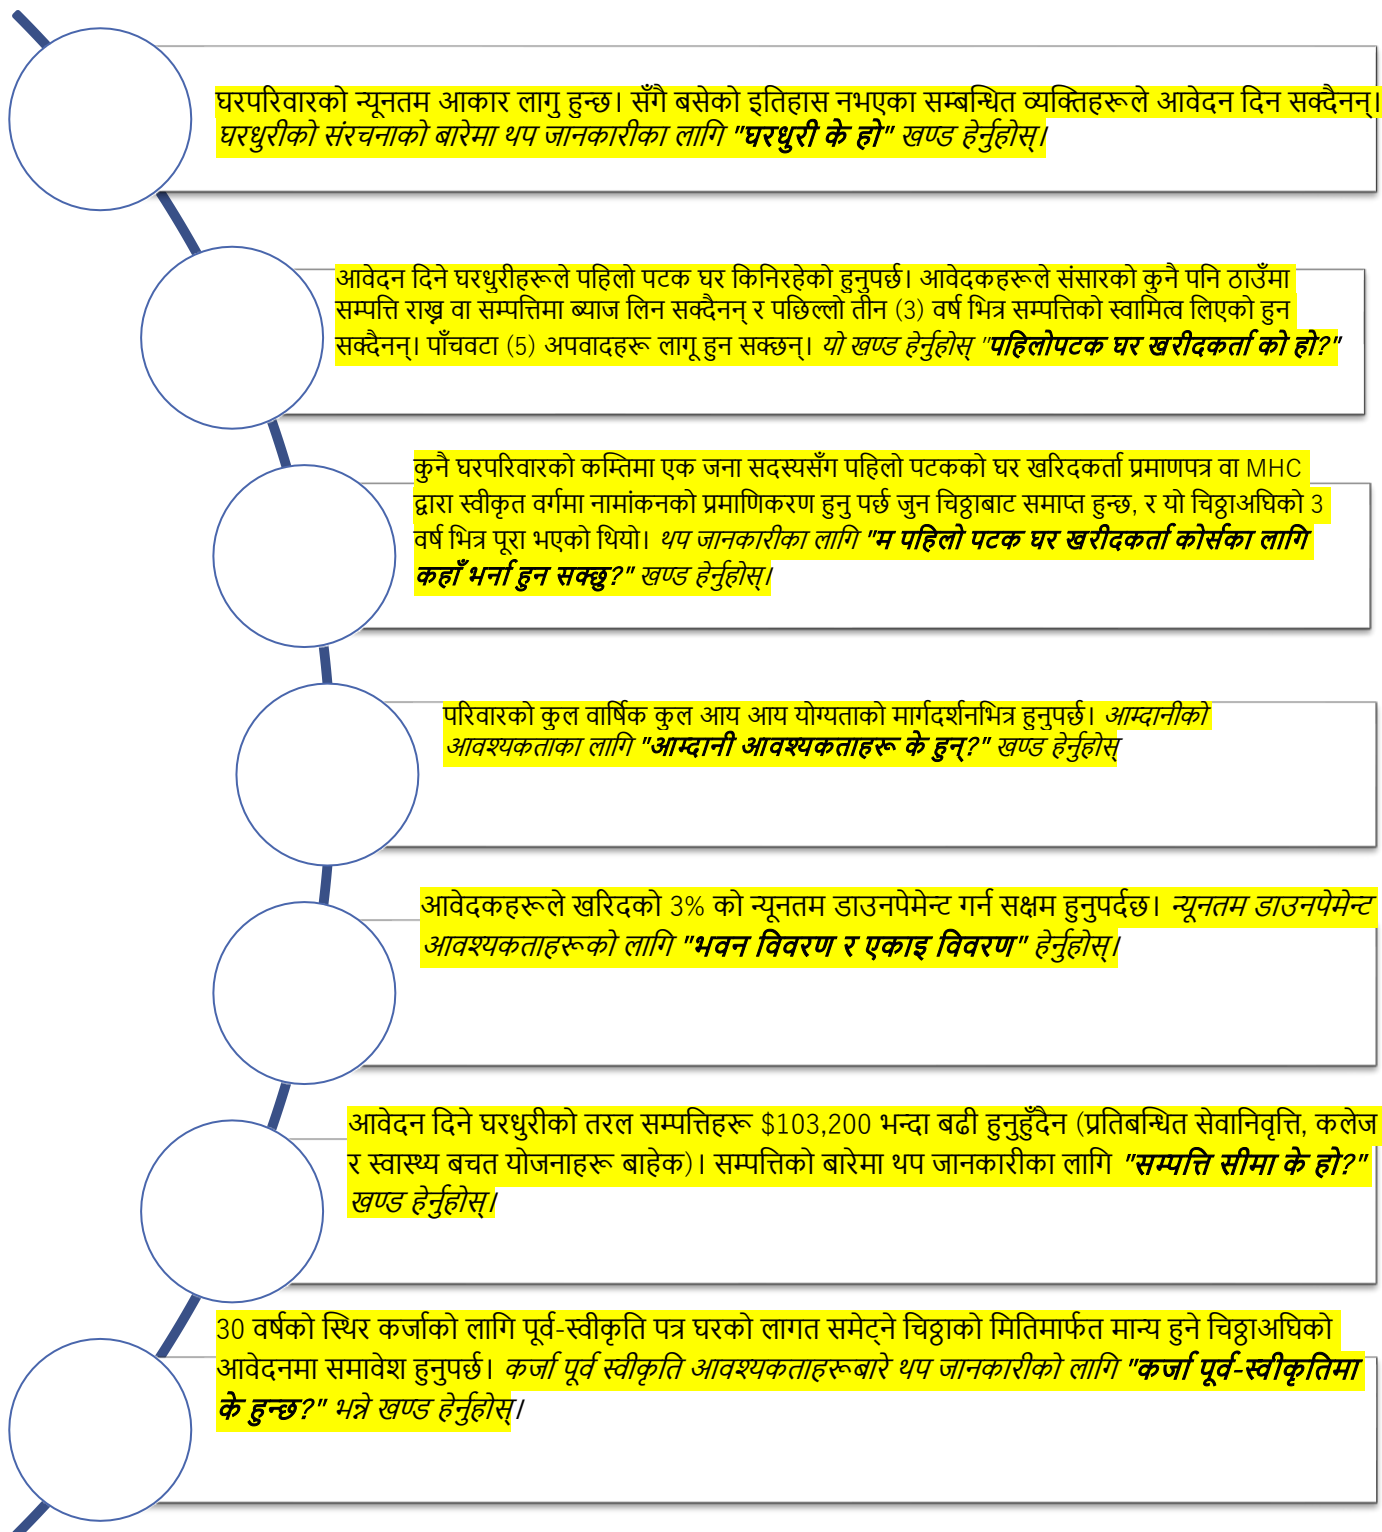 घरपरिवारको न्यूनतम आकार लागु हुन्छ। सँगै बसेको इतिहास नभएका सम्बन्धित व्यक्तिहरूले आवेदन दिन सक्दैनन्।
घरधुरीको संरचनाको बारेमा थप जानकारीका लागि "घरधुरी के हो" खण्ड हेर्नुहोस्।
आवेदन दिने घरधुरीहरूले पहिलो पटक घर किनिरहेको हुनुपर्छ। आवेदकहरूले संसारको कुनै पनि ठाउँमा
सम्पत्ति राख्न वा सम्पत्तिमा ब्याज लिन सक्दैनन् र पछिल्लो तीन (3) वर्ष भित्र सम्पत्तिको स्वामित्व लिएको हुन
सक्दैनन्। पाँचवटा (5) अपवादहरू लागू हुन सक्छन्। यो खण्ड हेर्नुहोस् "पहिलोपटक घर खरीदकर्ता को हो?"
कुनै घरपरिवारको कम्तिमा एक जना सदस्यसँग पहिलो पटकको घर खरिदकर्ता प्रमाणपत्र वा MHC
द्वारा स्वीकृत वर्गमा नामांकनको प्रमाणिकरण हुनु पर्छ जुन चिठ्ठाबाट समाप्त हुन्छ, र यो चिठ्ठाअघिको 3
वर्ष भित्र पूरा भएको थियो। थप जानकारीका लागि "म पहिलो पटक घर खरीदकर्ता कोर्सका लागि
कहाँ भर्ना हुन सक्छु?" खण्ड हेर्नुहोस्।
परिवारको कुल वार्षिक कुल आय आय योग्यताको मार्गदर्शनभित्र हुनुपर्छ। आम्दानीको
आवश्यकताका लागि "आम्दानी आवश्यकताहरू के हुन्?" खण्ड हेर्नुहोस्
आवेदकहरूले खरिदको 3% को न्यूनतम डाउनपेमेन्ट गर्न सक्षम हुनुपर्दछ। न्यूनतम डाउनपेमेन्ट
आवश्यकताहरूको लागि "भवन विवरण र एकाइ विवरण" हेर्नुहोस्।
आवेदन दिने घरधुरीको तरल सम्पत्तिहरू $103,200 भन्दा बढी हुनुहुँदैन (प्रतिबन्धित सेवानिवृत्ति, कलेज
र स्वास्थ्य बचत योजनाहरू बाहेक)। सम्पत्तिको बारेमा थप जानकारीका लागि "सम्पत्ति सीमा के हो?"
खण्ड हेर्नुहोस्।
30 वर्षको स्थिर कर्जाको लागि पूर्व-स्वीकृति पत्र घरको लागत समेट्ने चिठ्ठाको मितिमार्फत मान्य हुने चिठ्ठाअघिको
आवेदनमा समावेश हुनुपर्छ। कर्जा पूर्व स्वीकृति आवश्यकताहरूबारे थप जानकारीको लागि "कर्जा पूर्व-स्वीकृतिमा
के हुन्छ?" भन्ने खण्ड हेर्नुहोस्।